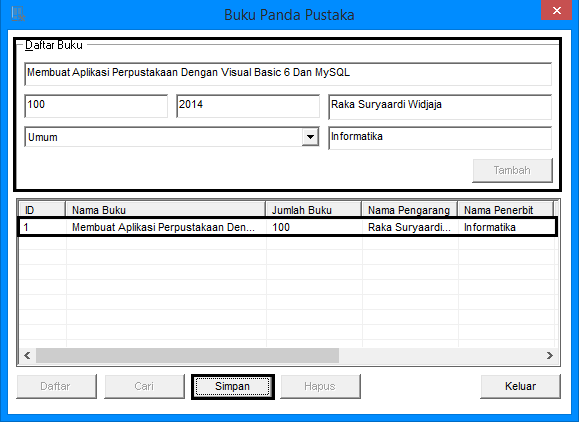 Buku Panda Pustaka
Daftar Buku
Membuat Aplikasi Perpustakaan Dengan Visual Basic 6 Dan MySQL
100 2014 Raka Suryaardi Widjaja
Umum Informatika
Tambah
ID Nama Buku Jumlah Buku Nama Pengarang Nama Penerbit
1 Membuat Aplikasi Perpustakaan Den... 100 Raka Suryaardi... Informatika
Daftar Cari Simpan Hapus Keluar